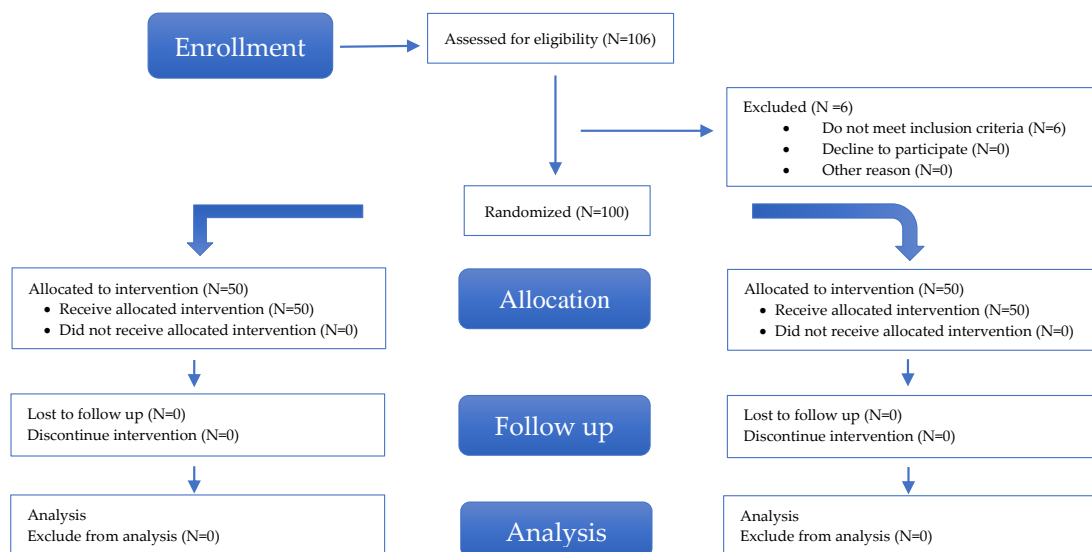 Enrollment
Assessed for eligibility (N=106)
Excluded (N =6)
• Do not meet inclusion criteria (N=6)
• Decline to participate (N=0)
• Other reason (N=0)
Randomized (N=100)
Allocated to intervention (N=50)
• Receive allocated intervention (N=50)
• Did not receive allocated intervention (N=0)
Allocation
Allocated to intervention (N=50)
• Receive allocated intervention (N=50)
• Did not receive allocated intervention (N=0)
Lost to follow up (N=0)
Discontinue intervention (N=0)
Follow up
Lost to follow up (N=0)
Discontinue intervention (N=0)
Analysis
Exclude from analysis (N=0)
Analysis
Analysis
Exclude from analysis (N=0)